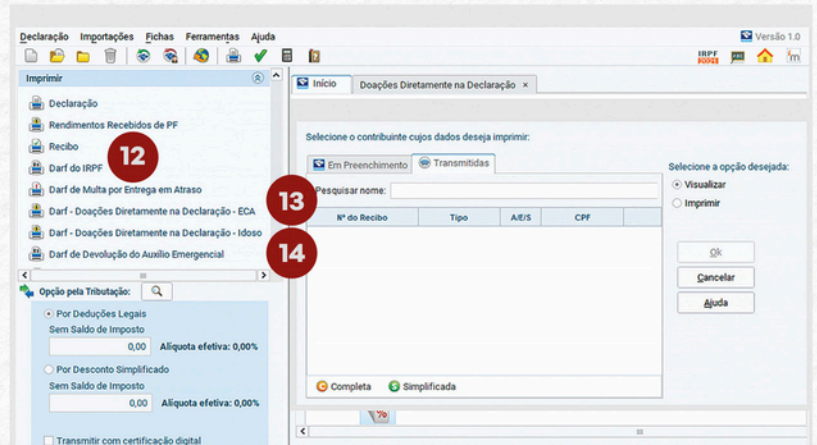 Declaração Importações Fichas Ferramentas Ajuda
Versão 1.0
IRPF
Imprimir
Declaração
Rendimentos Recebidos de PF
Recibo
Darf do IRPF
Darf de Multa por Entrega em Atraso
Darf - Doações Diretamente na Declaração - ECA
Darf - Doações Diretamente na Declaração - Idoso
Darf de Devolução do Auxílio Emergencial
12
13
14
Opção pela Tributação:
Por Deduções Legais
Sem Saldo de Imposto
0,00 Alíquota efetiva: 0,00%
Por Desconto Simplificado
Sem Saldo de Imposto
0,00 Alíquota efetiva: 0,00%
Transmitir com certificação digital
Início Doações Diretamente na Declaração ×
Selecione o contribuinte cujos dados deseja imprimir:
Em Preenchimento Transmitidas
Pesquisar nome:
Nº do Recibo Tipo A/E/S CPF
C Completa S Simplificada
Selecione a opção desejada:
Visualizar
Imprimir
Ok
Cancelar
Ajuda
%